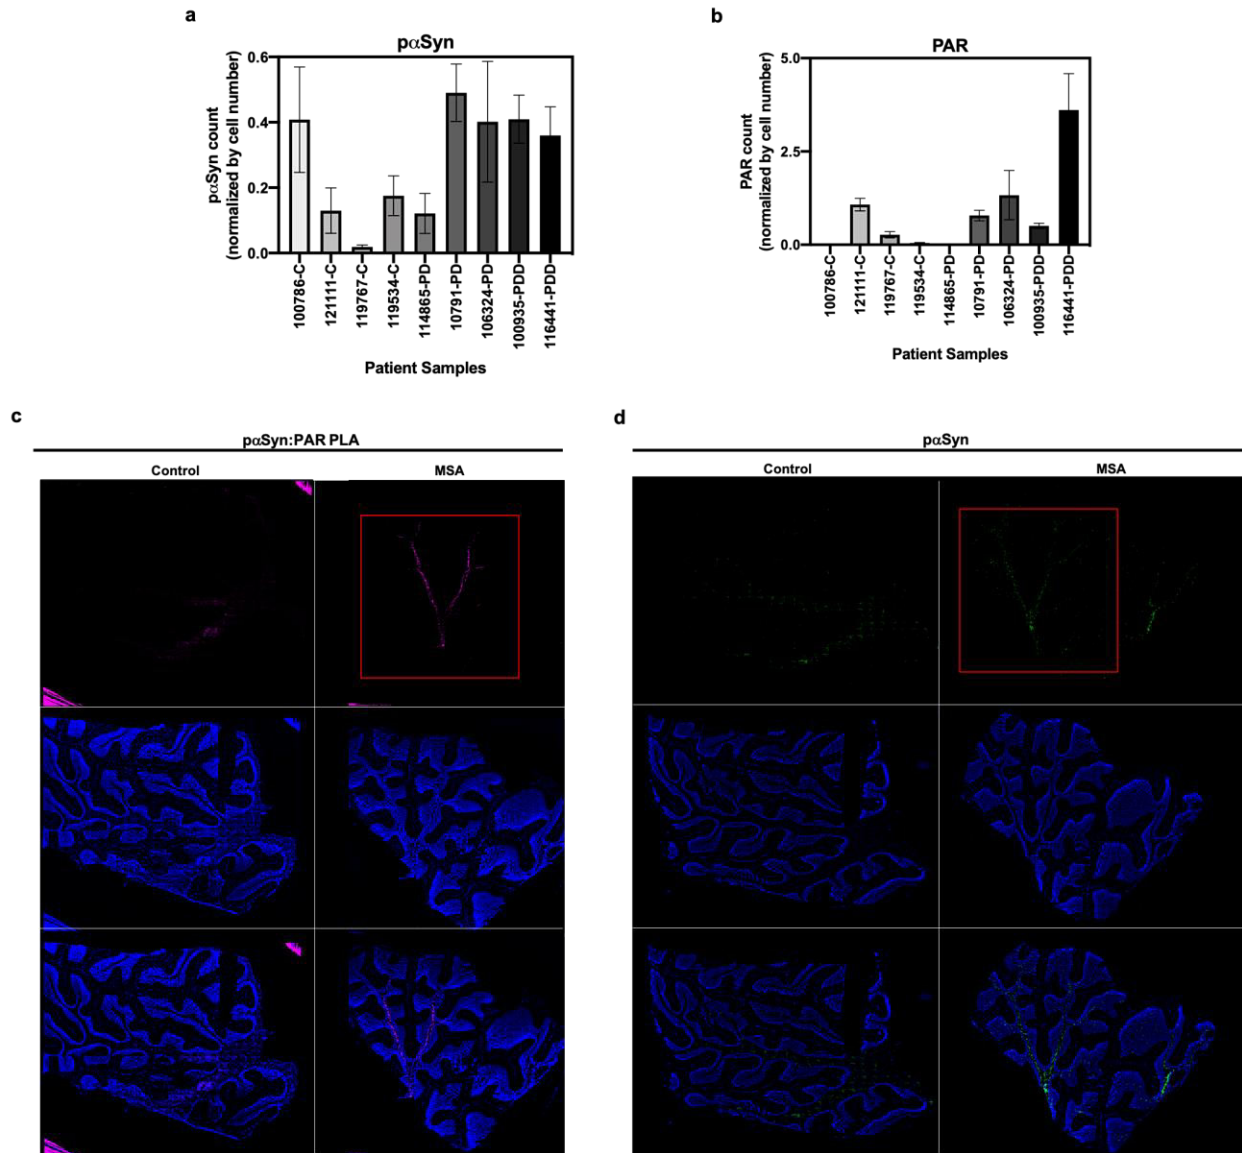 a
pαSyn
pαSyn count
(normalized by cell number)
0.6
0.4
0.2
0.0
100786-C
121111-C
119767-C
119534-C
114865-PD
10791-PD
106324-PD
100935-PDD
116441-PDD
Patient Samples
b
PAR
PAR count
(normalized by cell number)
5.0
2.5
0.0
100786-C
121111-C
119767-C
119534-C
114865-PD
10791-PD
106324-PD
100935-PDD
116441-PDD
Patient Samples
c
pαSyn:PAR PLA
Control
MSA
d
pαSyn
Control
MSA